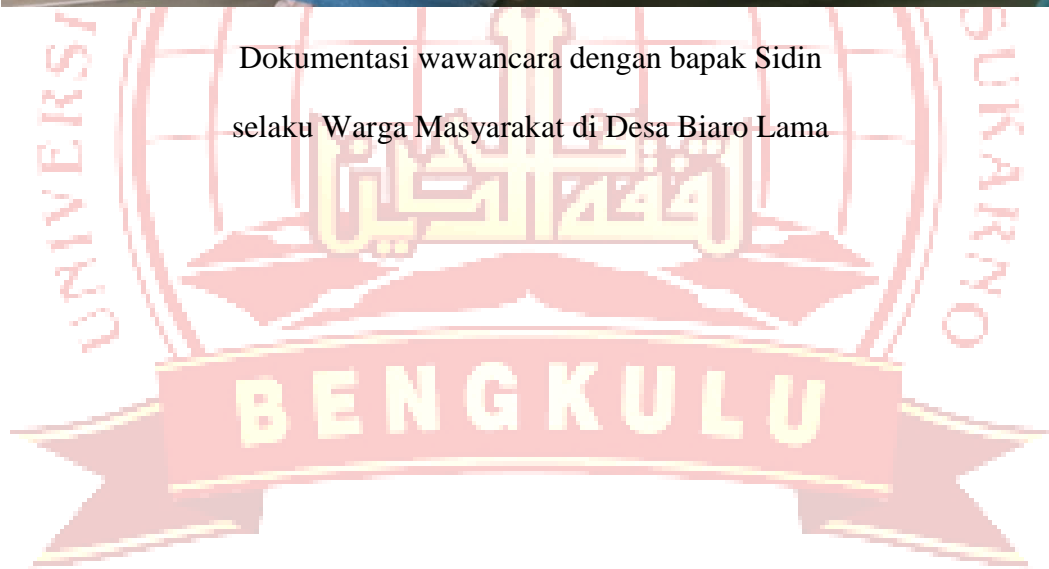 Dokumentasi wawancara dengan bapak Sidin
selaku Warga Masyarakat di Desa Biaro Lama
UNIVERSI
SUKARNO
BENGKULU